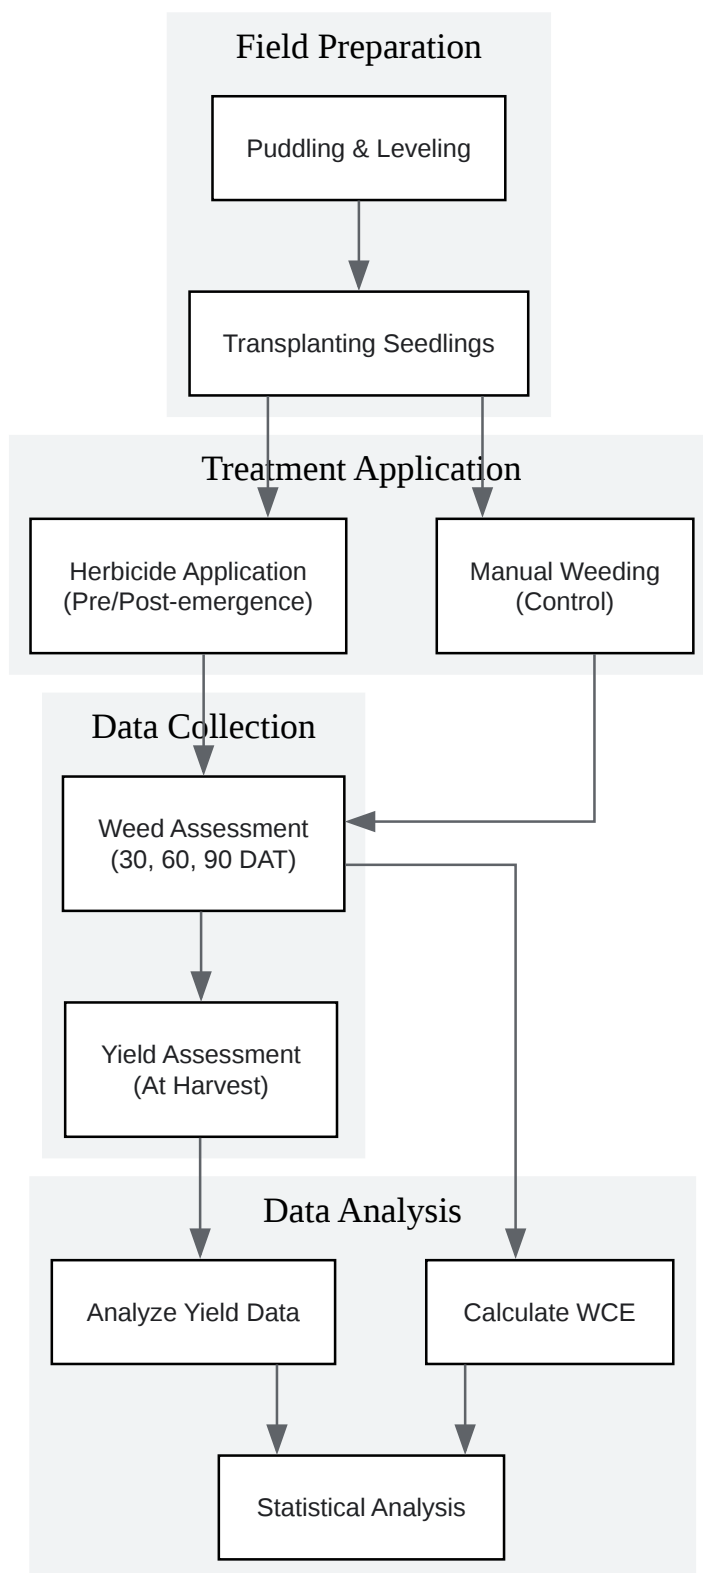 Field Preparation
Puddling & Leveling
Transplanting Seedlings
Treatment Application
Herbicide Application
(Pre/Post-emergence)
Manual Weeding
(Control)
Data Collection
Weed Assessment
(30, 60, 90 DAT)
Yield Assessment
(At Harvest)
Data Analysis
Analyze Yield Data
Calculate WCE
Statistical Analysis